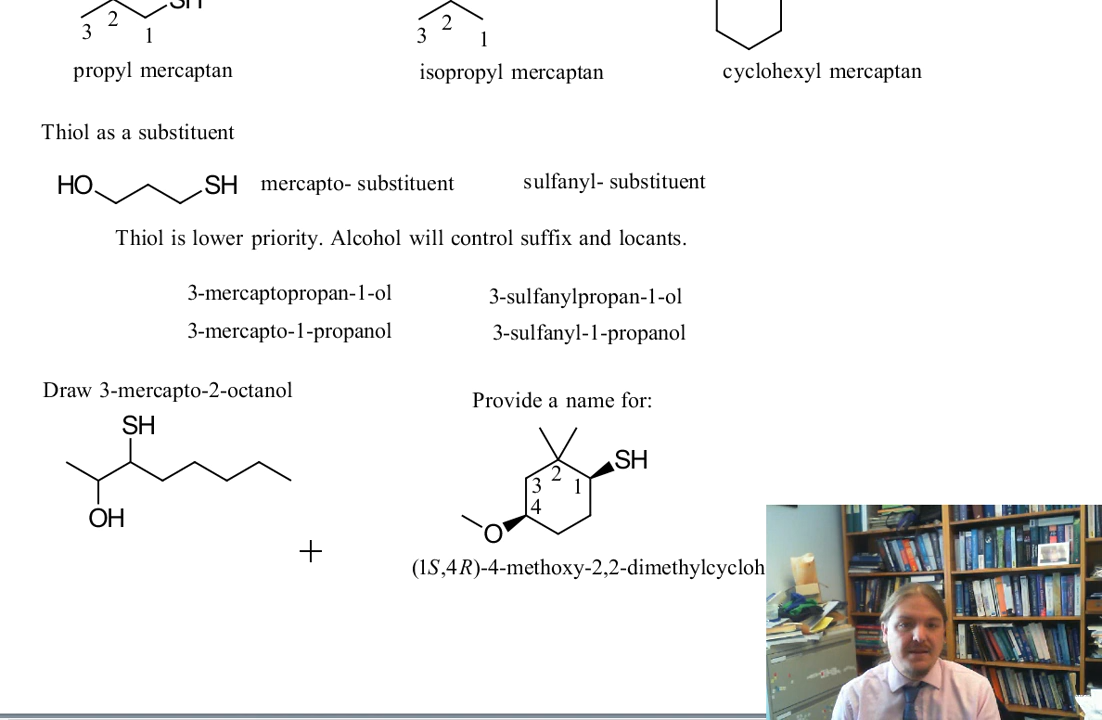 SH
3 2 1
3 2 1
propyl mercaptan
isopropyl mercaptan
cyclohexyl mercaptan
Thiol as a substituent
HO SH
mercapto- substituent
sulfanyl- substituent
Thiol is lower priority. Alcohol will control suffix and locants.
3-mercaptopropan-1-ol
3-sulfanylpropan-1-ol
3-mercapto-1-propanol
3-sulfanyl-1-propanol
Draw 3-mercapto-2-octanol
Provide a name for:
SH
OH
+
SH
2
3 1
4
O
(1S,4R)-4-methoxy-2,2-dimethylcycloh